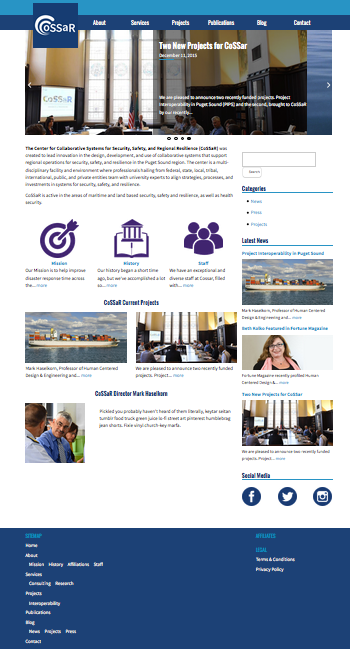 CoSSaR
About Services Projects Publications Blog Contact
Two New Projects for CoSSar
December 11, 2015
We are pleased to announce two recently funded projects. Project
Interoperability in Puget Sound (PIPS) and the second, brought to CoSSaR
by our recently...
The Center for Collaborative Systems for Security, Safety, and Regional Resilience (CoSSaR) was
created to lead innovation in the design, development, and use of collaborative systems that support
regional operations for security, safety, and resilience in the Puget Sound region. The center is a multi-
disciplinary facility and environment where professionals hailing from federal, state, local, tribal,
international, public, and private entities team with university experts to align strategies, processes, and
investments in systems for security, safety, and resilience.
CoSSaR is active in the areas of maritime and land based security, safety and resilience, as well as health
security.
Search
Categories
News
Press
Projects
Latest News
Project Interoperability in Puget Sound
Mark Haselkorn, Professor of Human Centered
Design & Engineering and... more
Beth Kolko Featured in Fortune Magazine
Fortune Magazine recently profiled Human
Centered Design &... more
Two New Projects for CoSSar
We are pleased to announce two recently funded
projects. Project... more
Social Media
Mission
Our Mission is to help improve
disaster response time across
the... more
History
Our history began a short time
ago, but we've accomplished a lot
so... more
Staff
We have an exceptional and
diverse staff at Cossar, filled
with... more
CoSSaR Current Projects
Mark Haselkorn, Professor of Human Centered
Design & Engineering and... more
We are pleased to announce two recently funded
projects. Project... more
CoSSaR Director Mark Haselkorn
Pickled you probably haven't heard of them literally, keytar seitan
tumblr food truck green juice lo-fi street art pinterest humblebrag
jean shorts. Fixie vinyl church-key marfa.
SITEMAP
Home
About
Mission History Affiliations Staff
Services
Consulting Research
Projects
Interoperability
Publications
Blog
News Projects Press
Contact
AFFILIATES
LEGAL
Terms & Conditions
Privacy Policy